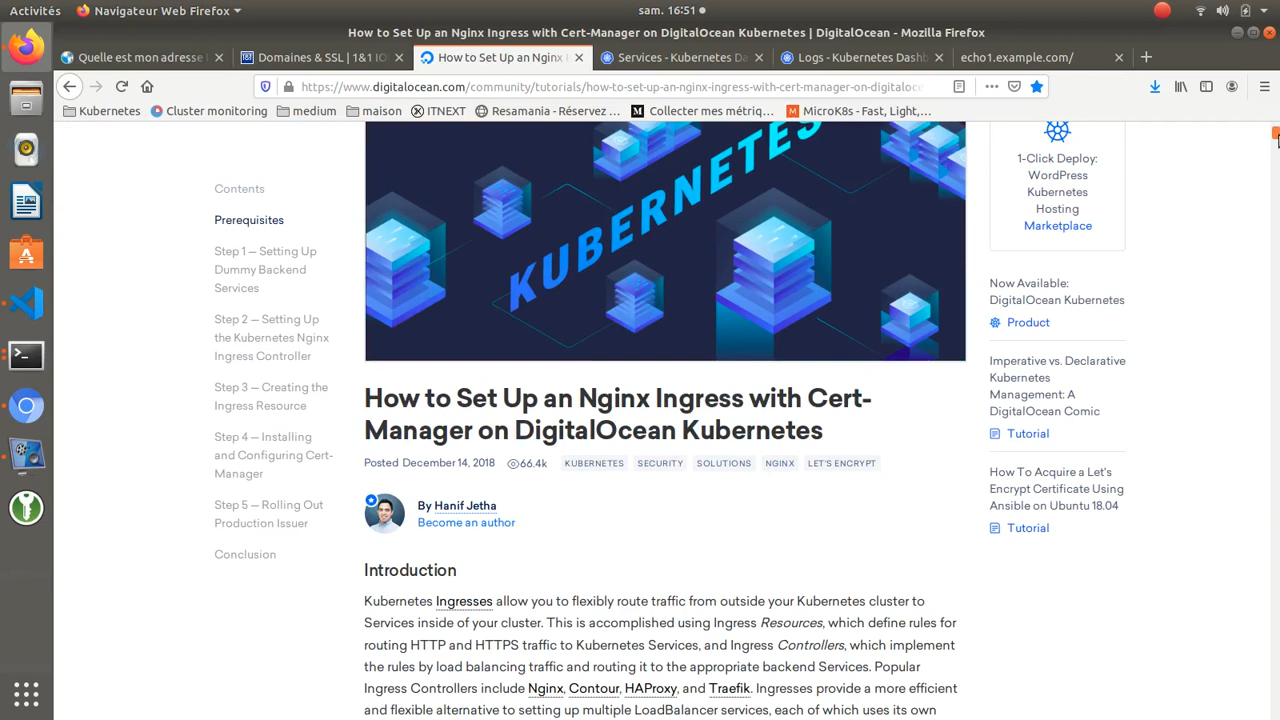 Activités
Navigateur Web Firefox
sam. 16:51
How to Set Up an Nginx Ingress with Cert-Manager on DigitalOcean Kubernetes | DigitalOcean - Mozilla Firefox
Quelle est mon adresse
Domaines & SSL | 1&1 IO
How to Set Up an Nginx I
Services - Kubernetes Da
Logs - Kubernetes Dashb
echo1.example.com/
https://www.digitalocean.com/community/tutorials/how-to-set-up-an-nginx-ingress-with-cert-manager-on-digitaloce
Kubernetes
Cluster monitoring
medium
maison
ITNEXT
Resamania - Réservez ...
Collecter mes métriq...
MicroK8s - Fast, Light,...
KUBERNETES
Contents
Prerequisites
Step 1 — Setting Up
Dummy Backend
Services
Step 2 — Setting Up
the Kubernetes Nginx
Ingress Controller
Step 3 — Creating the
Ingress Resource
Step 4 — Installing
and Configuring Cert-
Manager
Step 5 — Rolling Out
Production Issuer
Conclusion
How to Set Up an Nginx Ingress with Cert-
Manager on DigitalOcean Kubernetes
Posted December 14, 2018
66.4k
KUBERNETES
SECURITY
SOLUTIONS
NGINX
LET'S ENCRYPT
By Hanif Jetha
Become an author
Introduction
Kubernetes Ingresses allow you to flexibly route traffic from outside your Kubernetes cluster to
Services inside of your cluster. This is accomplished using Ingress Resources, which define rules for
routing HTTP and HTTPS traffic to Kubernetes Services, and Ingress Controllers, which implement
the rules by load balancing traffic and routing it to the appropriate backend Services. Popular
Ingress Controllers include Nginx, Contour, HAProxy, and Traefik. Ingresses provide a more efficient
and flexible alternative to setting up multiple LoadBalancer services, each of which uses its own
1-Click Deploy:
WordPress
Kubernetes
Hosting
Marketplace
Now Available:
DigitalOcean Kubernetes
Product
Imperative vs. Declarative
Kubernetes
Management: A
DigitalOcean Comic
Tutorial
How To Acquire a Let's
Encrypt Certificate Using
Ansible on Ubuntu 18.04
Tutorial